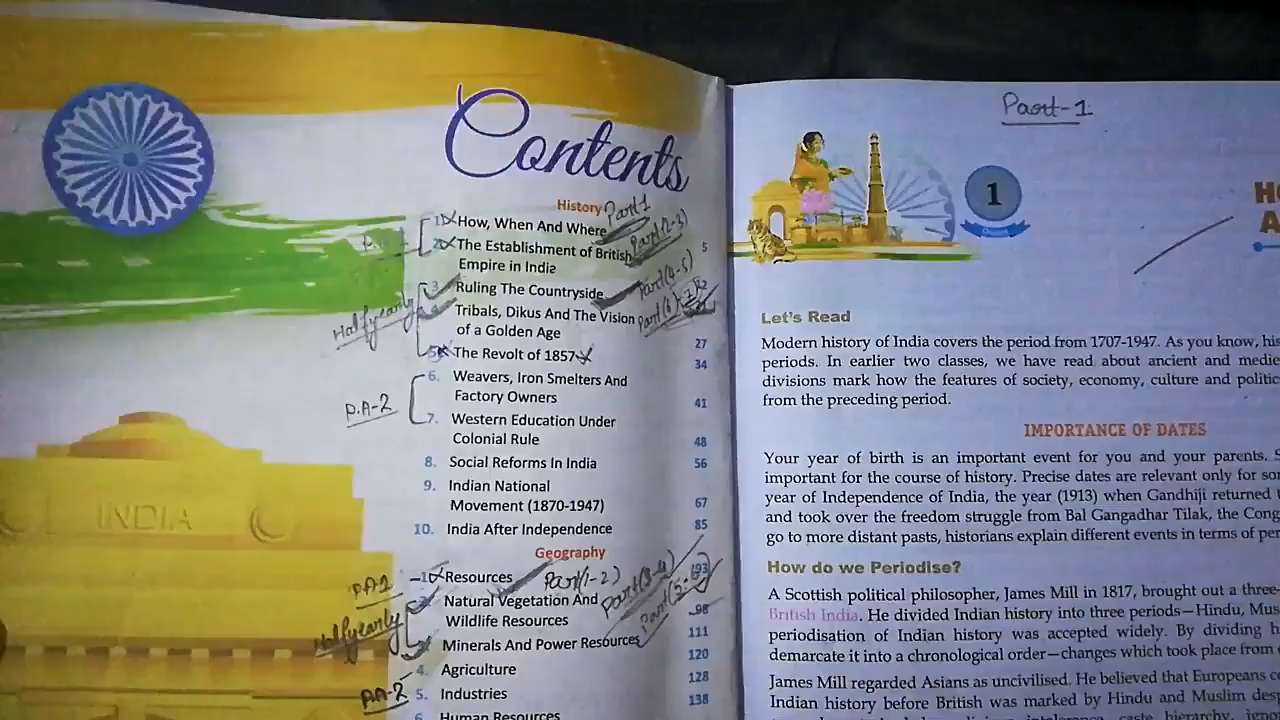 Contents
History Part 1
1. How, When And Where
2. The Establishment of British Part(2-3) 5
Empire in India
3. Ruling The Countryside Part(4-5)
Tribals, Dikus And The Vision Part(6)
of a Golden Age 27
Half yearly
5. The Revolt of 1857 34
6. Weavers, Iron Smelters And
Factory Owners 41
P.A-2
7. Western Education Under
Colonial Rule 48
8. Social Reforms In India 56
9. Indian National
Movement (1870-1947) 67
10. India After Independence 85
Geography
P.A-1 1. Resources Part(1-2) 93
Natural Vegetation And Part(3-4)
Wildlife Resources 98
Half yearly
Minerals And Power Resources 111
4. Agriculture 120
PA-2 5. Industries 128
6. Human Resources 138
INDIA
Part-1
1
Let's Read
Modern history of India covers the period from 1707-1947. As you know, his
periods. In earlier two classes, we have read about ancient and medie
divisions mark how the features of society, economy, culture and politic
from the preceding period.
IMPORTANCE OF DATES
Your year of birth is an important event for you and your parents. S
important for the course of history. Precise dates are relevant only for so
year of Independence of India, the year (1913) when Gandhiji returned
and took over the freedom struggle from Bal Gangadhar Tilak, the Cong
go to more distant pasts, historians explain different events in terms of per
How do we Periodise?
A Scottish political philosopher, James Mill in 1817, brought out a three-
British India. He divided Indian history into three periods—Hindu, Mus
periodisation of Indian history was accepted widely. By dividing h
demarcate it into a chronological order—changes which took place from
James Mill regarded Asians as uncivilised. He believed that Europeans c
Indian history before British was marked by Hindu and Muslim desp